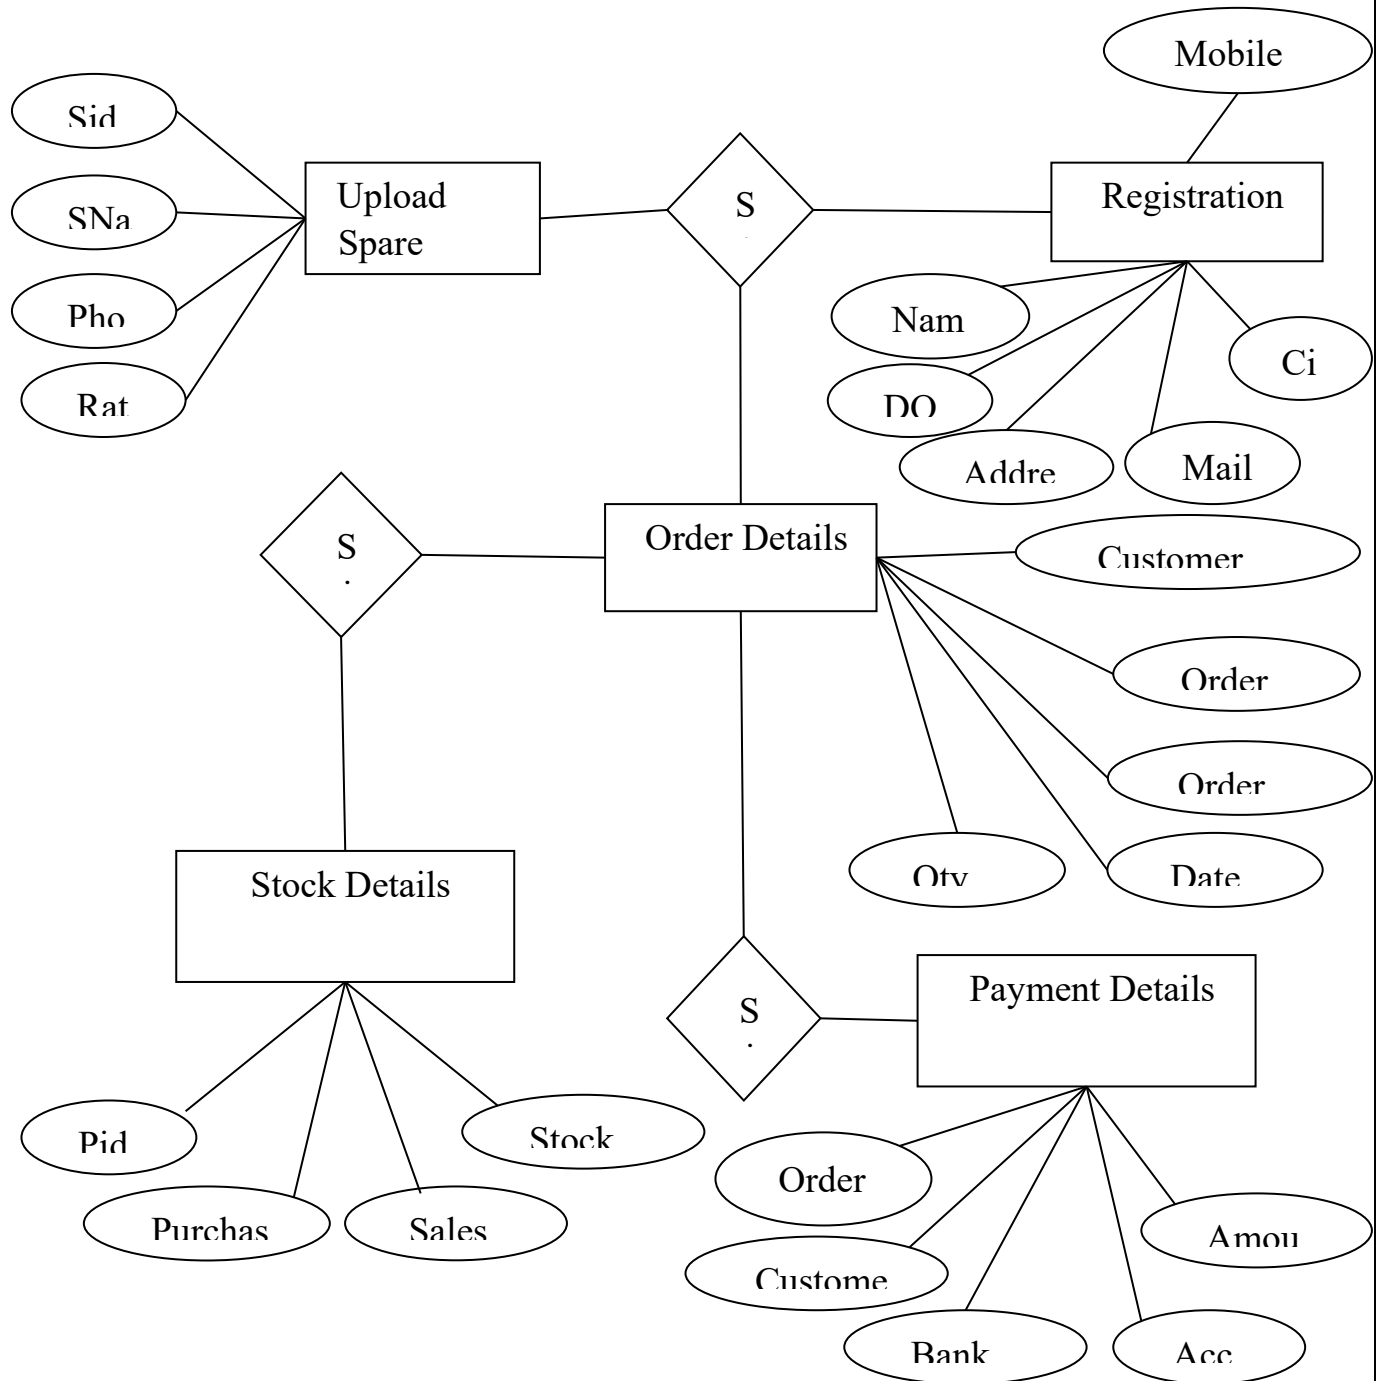 Mobile
Sid
SNa
Pho
Rat
Upload
Spare
S
Registration
Nam
DO
Addre
Mail
Ci
S
.
Order Details
Customer
Order
Order
Date
Qty
Stock Details
Pid
Purchas
Sales
Stock
S
.
Payment Details
Order
Custome
Bank
Acc
Amou